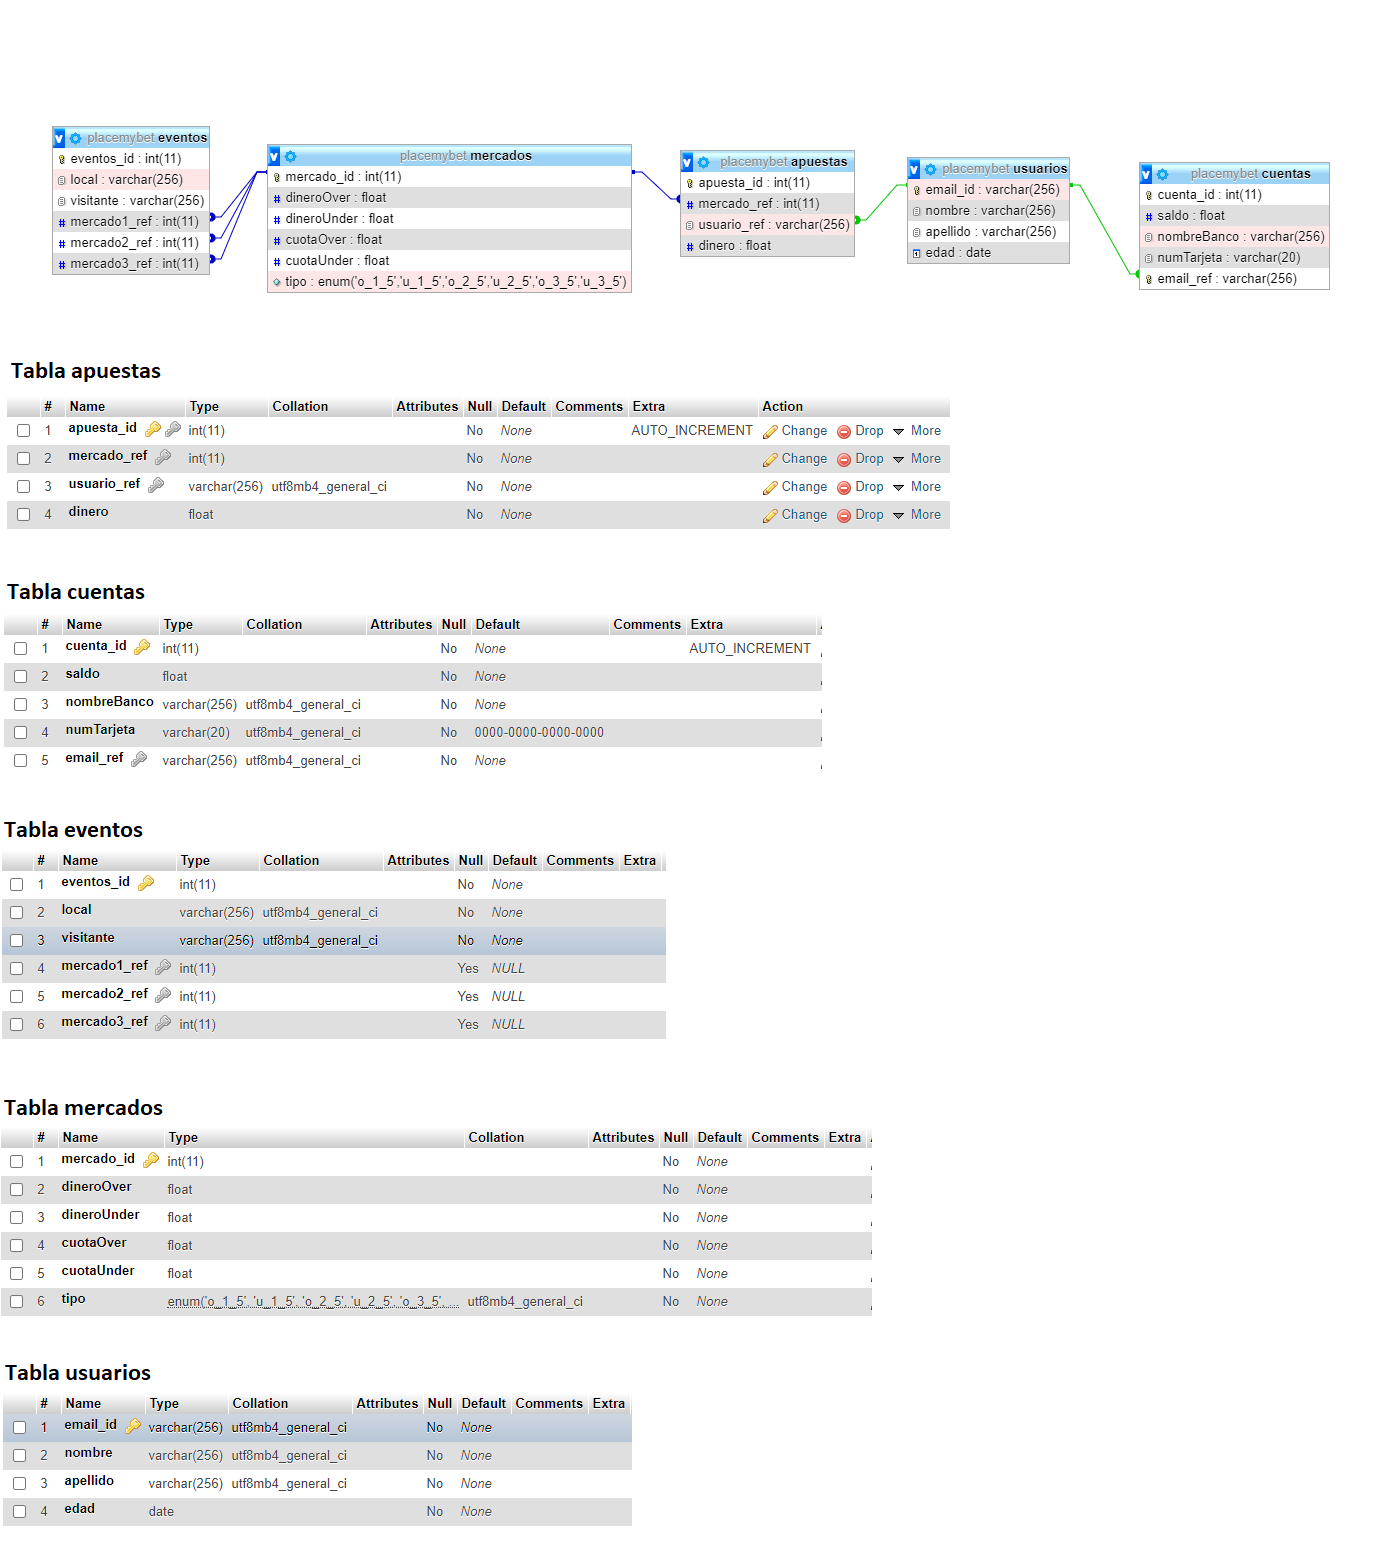 placemybet eventos
eventos_id : int(11)
local : varchar(256)
visitante : varchar(256)
mercado1_ref : int(11)
mercado2_ref : int(11)
mercado3_ref : int(11)
placemybet mercados
mercado_id : int(11)
dineroOver : float
dineroUnder : float
cuotaOver : float
cuotaUnder : float
tipo : enum('o_1_5','u_1_5','o_2_5','u_2_5','o_3_5','u_3_5')
placemybet apuestas
apuesta_id : int(11)
mercado_ref : int(11)
usuario_ref : varchar(256)
dinero : float
placemybet usuarios
email_id : varchar(256)
nombre : varchar(256)
apellido : varchar(256)
edad : date
placemybet cuentas
cuenta_id : int(11)
saldo : float
nombreBanco : varchar(256)
numTarjeta : varchar(20)
email_ref : varchar(256)
Tabla apuestas
# Name Type Collation Attributes Null Default Comments Extra Action
1 apuesta_id int(11) No None AUTO_INCREMENT Change Drop More
2 mercado_ref int(11) No None Change Drop More
3 usuario_ref varchar(256) utf8mb4_general_ci No None Change Drop More
4 dinero float No None Change Drop More
Tabla cuentas
# Name Type Collation Attributes Null Default Comments Extra
1 cuenta_id int(11) No None AUTO_INCREMENT
2 saldo float No None
3 nombreBanco varchar(256) utf8mb4_general_ci No None
4 numTarjeta varchar(20) utf8mb4_general_ci No 0000-0000-0000-0000
5 email_ref varchar(256) utf8mb4_general_ci No None
Tabla eventos
# Name Type Collation Attributes Null Default Comments Extra
1 eventos_id int(11) No None
2 local varchar(256) utf8mb4_general_ci No None
3 visitante varchar(256) utf8mb4_general_ci No None
4 mercado1_ref int(11) Yes NULL
5 mercado2_ref int(11) Yes NULL
6 mercado3_ref int(11) Yes NULL
Tabla mercados
# Name Type Collation Attributes Null Default Comments Extra
1 mercado_id int(11) No None
2 dineroOver float No None
3 dineroUnder float No None
4 cuotaOver float No None
5 cuotaUnder float No None
6 tipo enum('o_1_5', 'u_1_5', 'o_2_5', 'u_2_5', 'o_3_5', ... utf8mb4_general_ci No None
Tabla usuarios
# Name Type Collation Attributes Null Default Comments Extra
1 email_id varchar(256) utf8mb4_general_ci No None
2 nombre varchar(256) utf8mb4_general_ci No None
3 apellido varchar(256) utf8mb4_general_ci No None
4 edad date No None